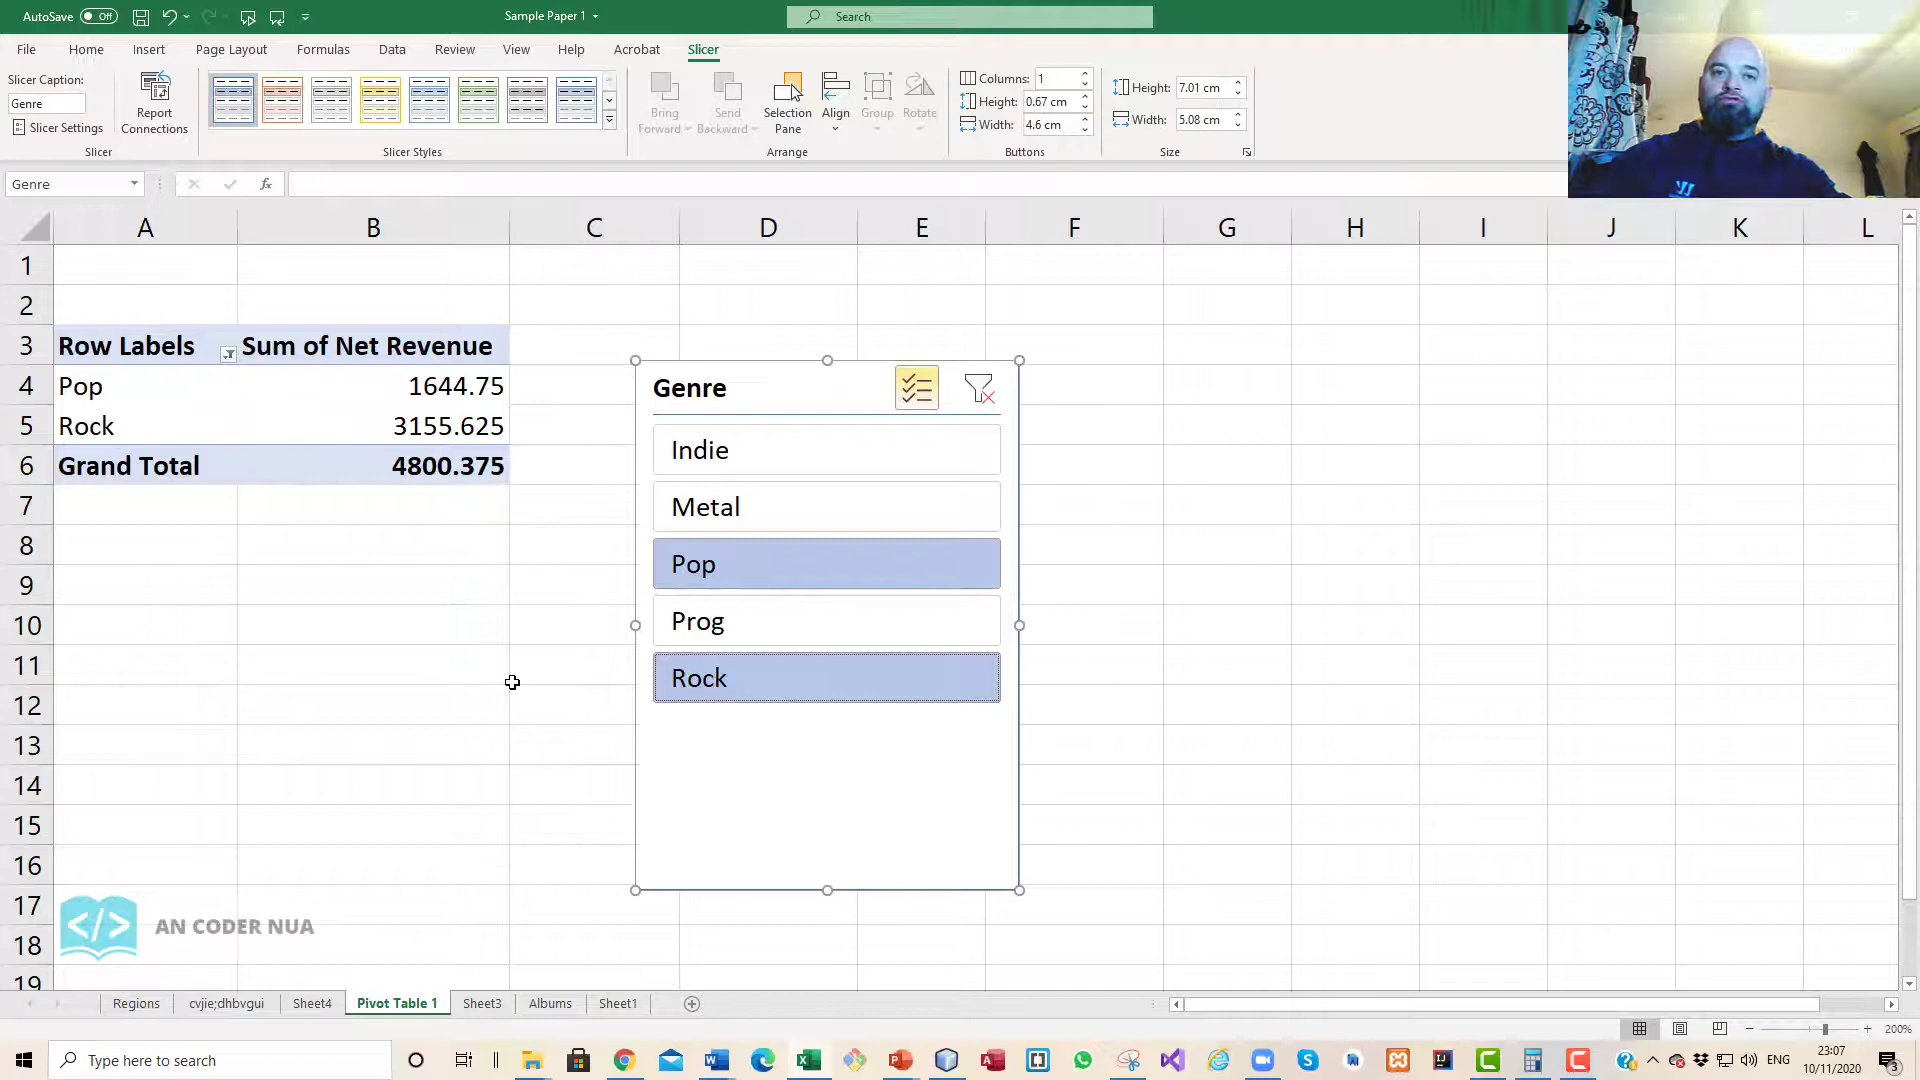 AutoSave Off
Sample Paper 1
Search
File Home Insert Page Layout Formulas Data Review View Help Acrobat Slicer
Slicer Caption:
Genre
Slicer Settings
Report Connections
Slicer
Slicer Styles
Bring Forward
Send Backward
Selection Pane
Align
Group
Rotate
Arrange
Columns: 1
Height: 0.67 cm
Width: 4.6 cm
Buttons
Height: 7.01 cm
Width: 5.08 cm
Size
Genre
fx
A B C D E F G H I J K L
1
2
3 Row Labels Sum of Net Revenue
4 Pop 1644.75
5 Rock 3155.625
6 Grand Total 4800.375
7
8
9
10
11
12
13
14
15
16
17
18
19
Genre
Indie
Metal
Pop
Prog
Rock
</> AN CODER NUA
Regions cvjie;dhbvgui Sheet4 Pivot Table 1 Sheet3 Albums Sheet1
200%
Type here to search
ENG
23:07
10/11/2020
3